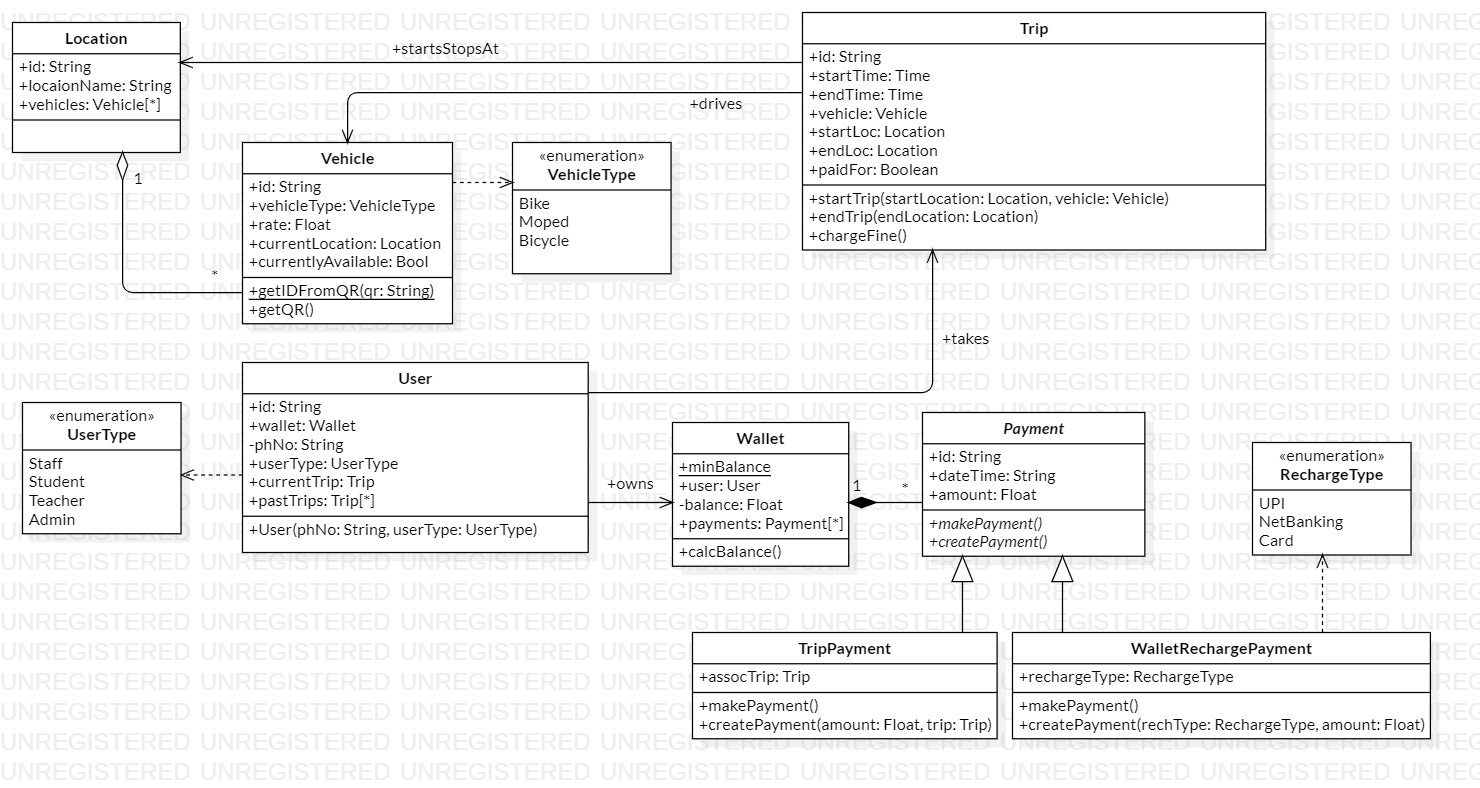 Location
+id: String
+locaionName: String
+vehicles: Vehicle[*]
+startsStopsAt
Trip
+id: String
+startTime: Time
+endTime: Time
+vehicle: Vehicle
+startLoc: Location
+endLoc: Location
+paidFor: Boolean
+startTrip(startLocation: Location, vehicle: Vehicle)
+endTrip(endLocation: Location)
+chargeFine()
+drives
1
*
Vehicle
+id: String
+vehicleType: VehicleType
+rate: Float
+currentLocation: Location
+currentlyAvailable: Bool
+getIDFromQR(qr: String)
+getQR()
«enumeration»
VehicleType
Bike
Moped
Bicycle
+takes
«enumeration»
UserType
Staff
Student
Teacher
Admin
User
+id: String
+wallet: Wallet
-phNo: String
+userType: UserType
+currentTrip: Trip
+pastTrips: Trip[*]
+User(phNo: String, userType: UserType)
+owns
Wallet
+minBalance
+user: User
-balance: Float
+payments: Payment[*]
+calcBalance()
1
*
Payment
+id: String
+dateTime: String
+amount: Float
+makePayment()
+createPayment()
«enumeration»
RechargeType
UPI
NetBanking
Card
TripPayment
+assocTrip: Trip
+makePayment()
+createPayment(amount: Float, trip: Trip)
WalletRechargePayment
+rechargeType: RechargeType
+makePayment()
+createPayment(rechType: RechargeType, amount: Float)
UNREGISTERED